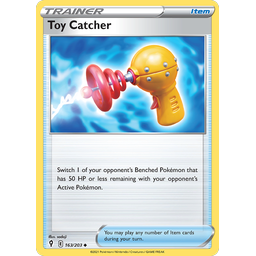 TRAINER Item
Toy Catcher
Switch 1 of your opponent's Benched Pokémon that
has 50 HP or less remaining with your opponent's
Active Pokémon.
163/203
You may play any number of Item cards
during your turn.